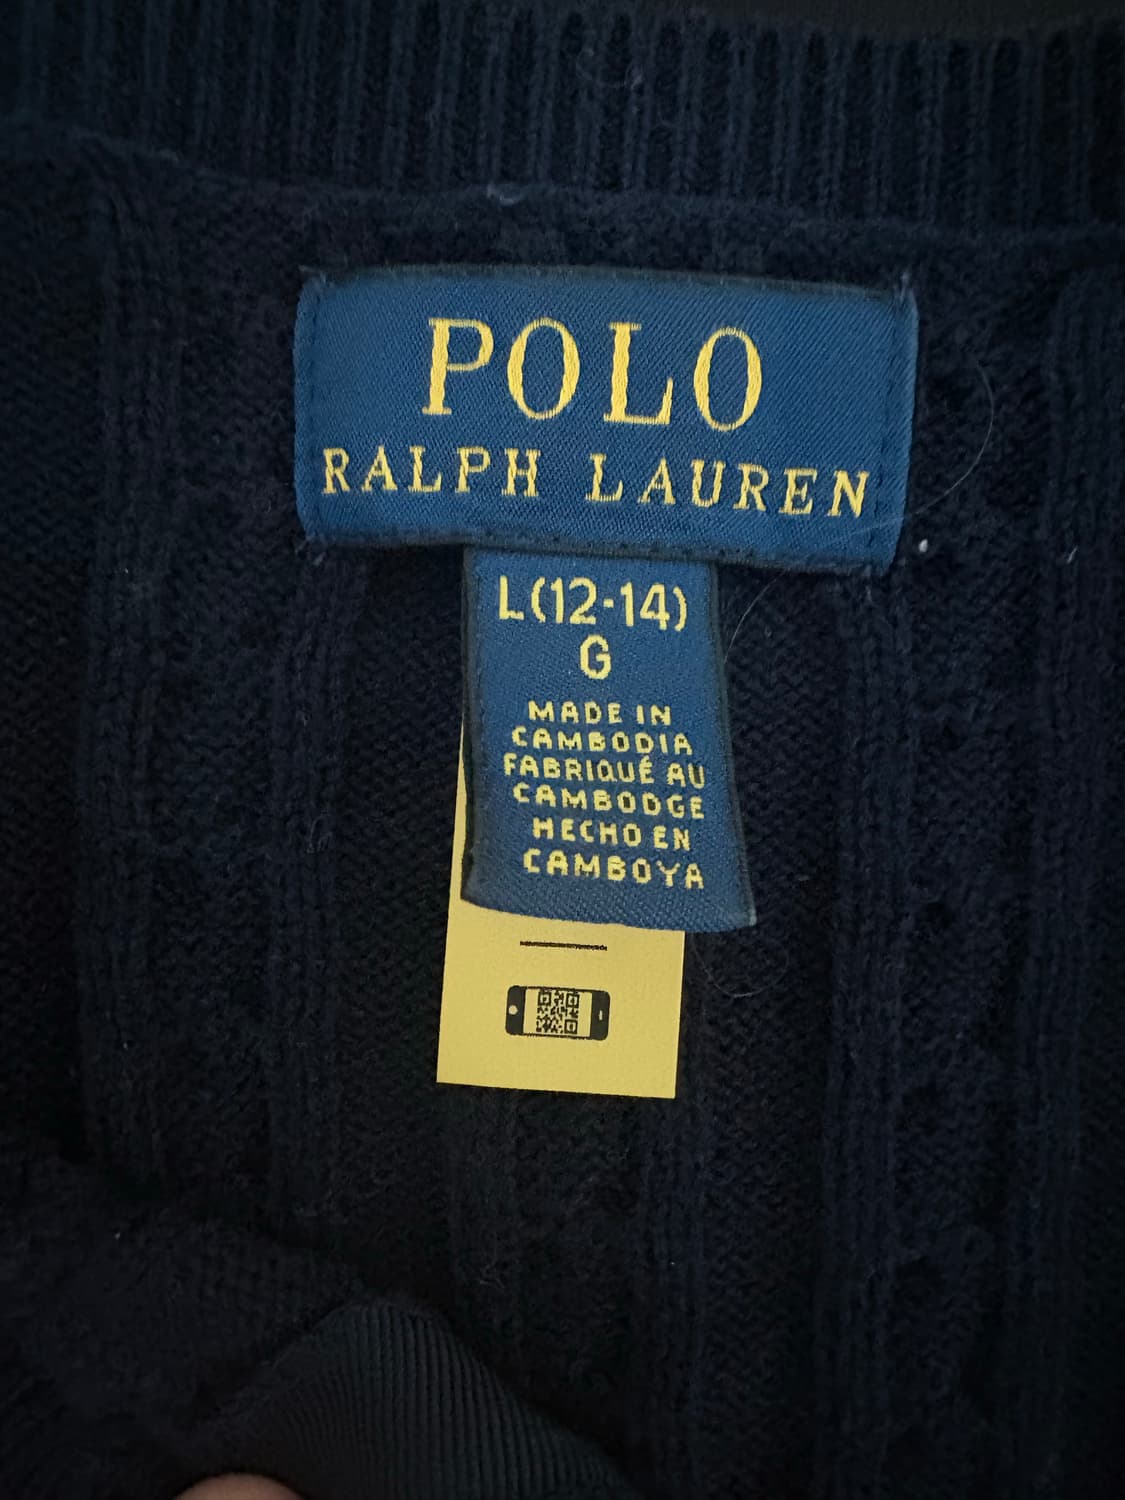 POLO
RALPH LAUREN
L(12-14)
G
MADE IN
CAMBODIA
FABRIQUÉ AU
CAMBODGE
HECHO EN
CAMBOYA